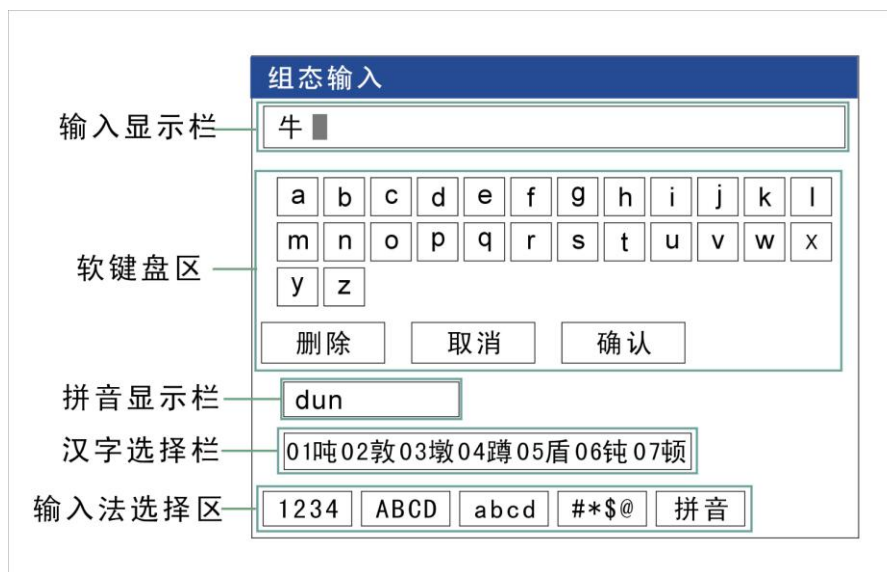 组态输入
输入显示栏
牛
a b c d e f g h i j k l
m n o p q r s t u v w x
软键盘区
y z
删除 取消 确认
拼音显示栏
dun
汉字选择栏
01吨02敦03墩04蹲05盾06钝07顿
输入法选择区
1234 ABCD abcd #*$@ 拼音